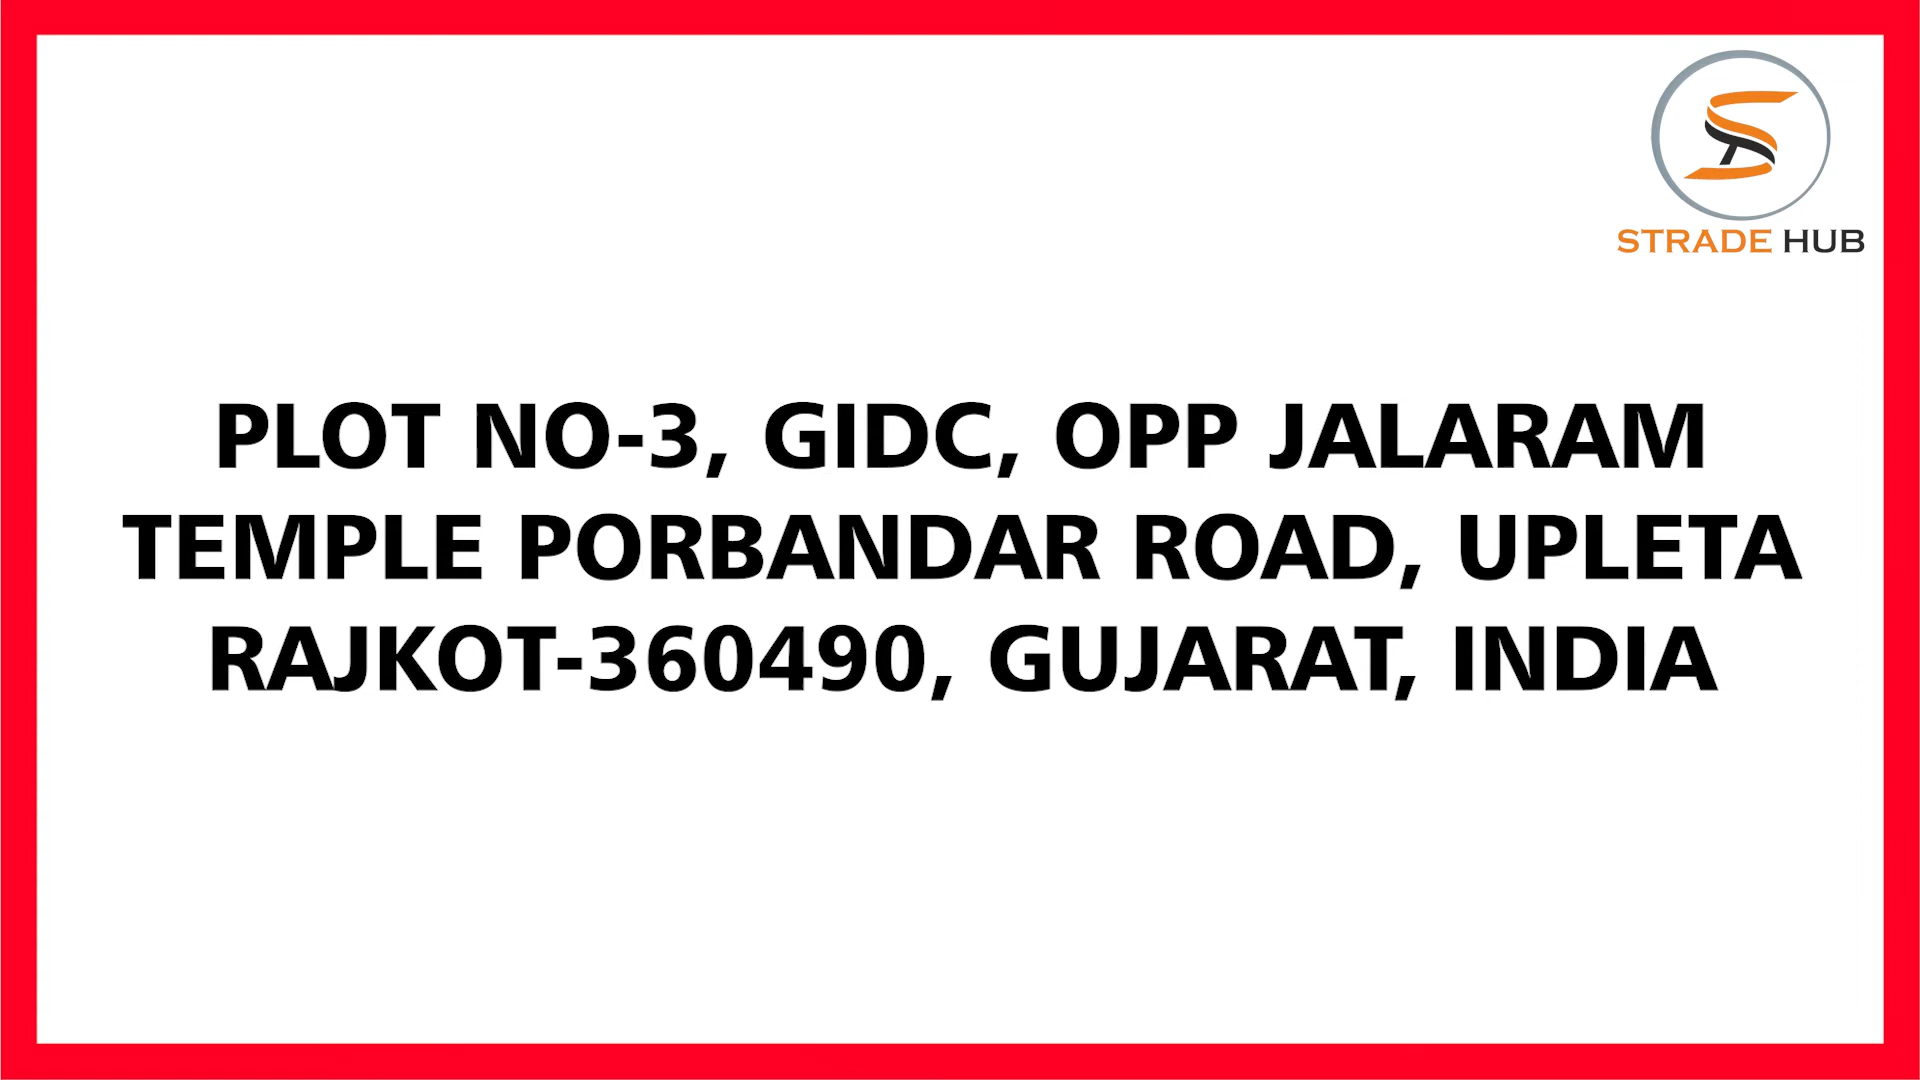 STRADE HUB
PLOT NO-3, GIDC, OPP JALARAM
TEMPLE PORBANDAR ROAD, UPLETA
RAJKOT-360490, GUJARAT, INDIA